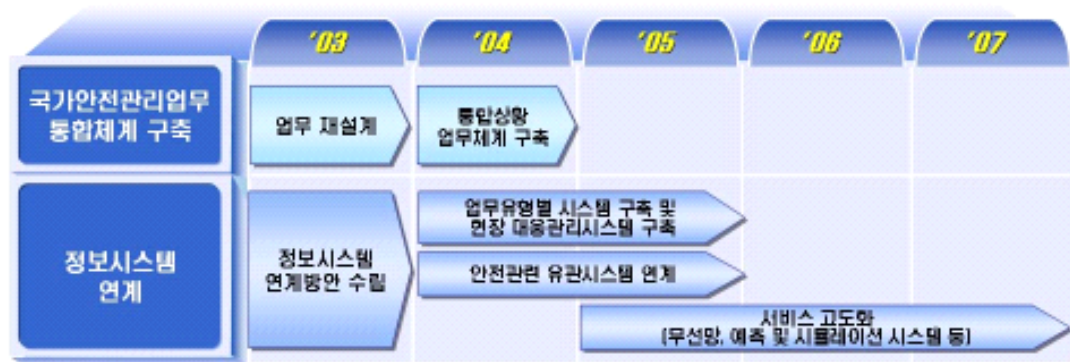 '03 '04 '05 '06 '07
국가안전관리업무
통합체계 구축
업무 재설계
통합상황
업무체계 구축
정보시스템
연계
정보시스템
연계방안 수립
업무유형별 시스템 구축 및
현장 대응관리시스템 구축
안전관련 유관시스템 연계
서비스 고도화
(무선망, 예측 및 시뮬레이션 시스템 등)